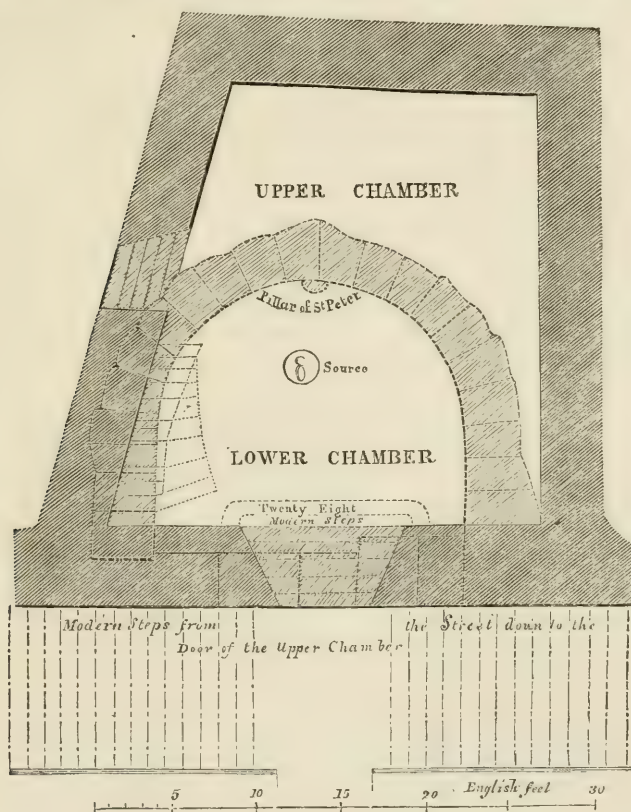 UPPER CHAMBER
Pillar of St Peter
Source
LOWER CHAMBER
Twenty Eight
Modern Steps
Modern Steps from the Street down to the
Door of the Upper Chamber
5 10 15 20 English feet 30